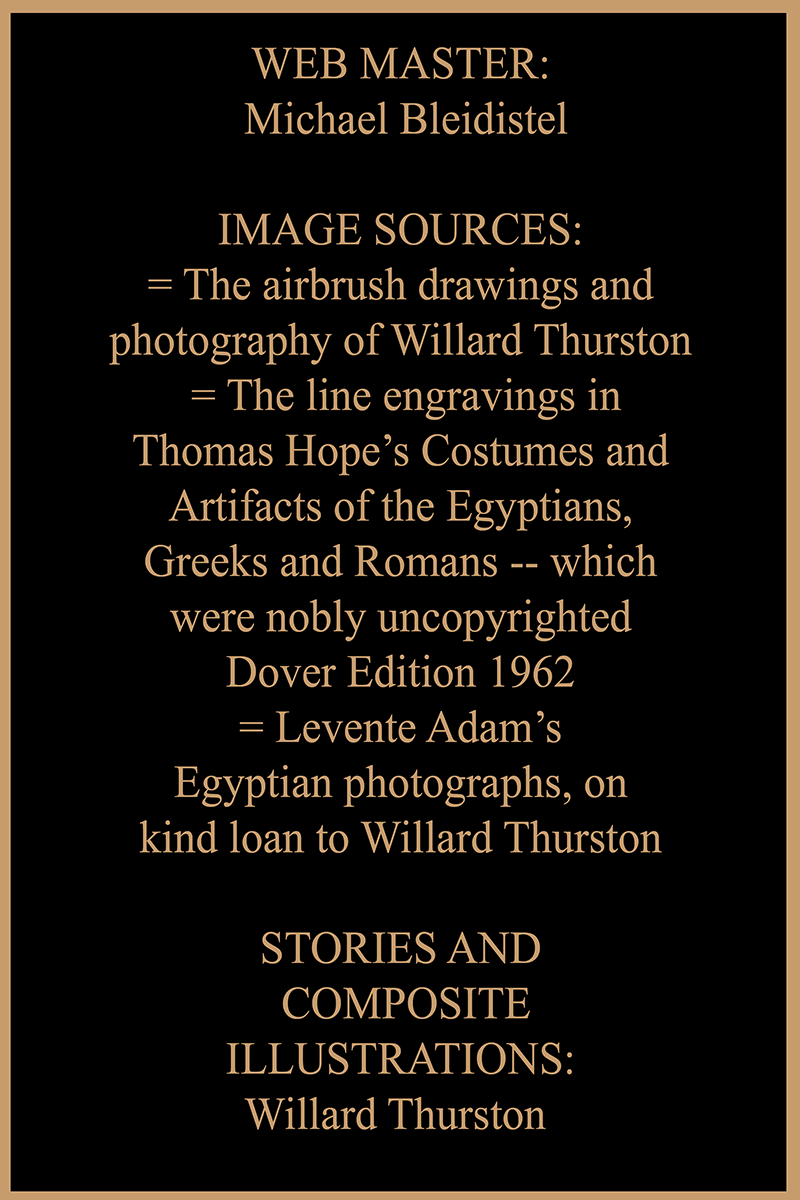 WEB MASTER:
Michael Bleidistel
IMAGE SOURCES:
= The airbrush drawings and
photography of Willard Thurston
= The line engravings in
Thomas Hope’s Costumes and
Artifacts of the Egyptians,
Greeks and Romans -- which
were nobly uncopyrighted
Dover Edition 1962
= Levente Adam’s
Egyptian photographs, on
kind loan to Willard Thurston
STORIES AND
COMPOSITE
ILLUSTRATIONS:
Willard Thurston